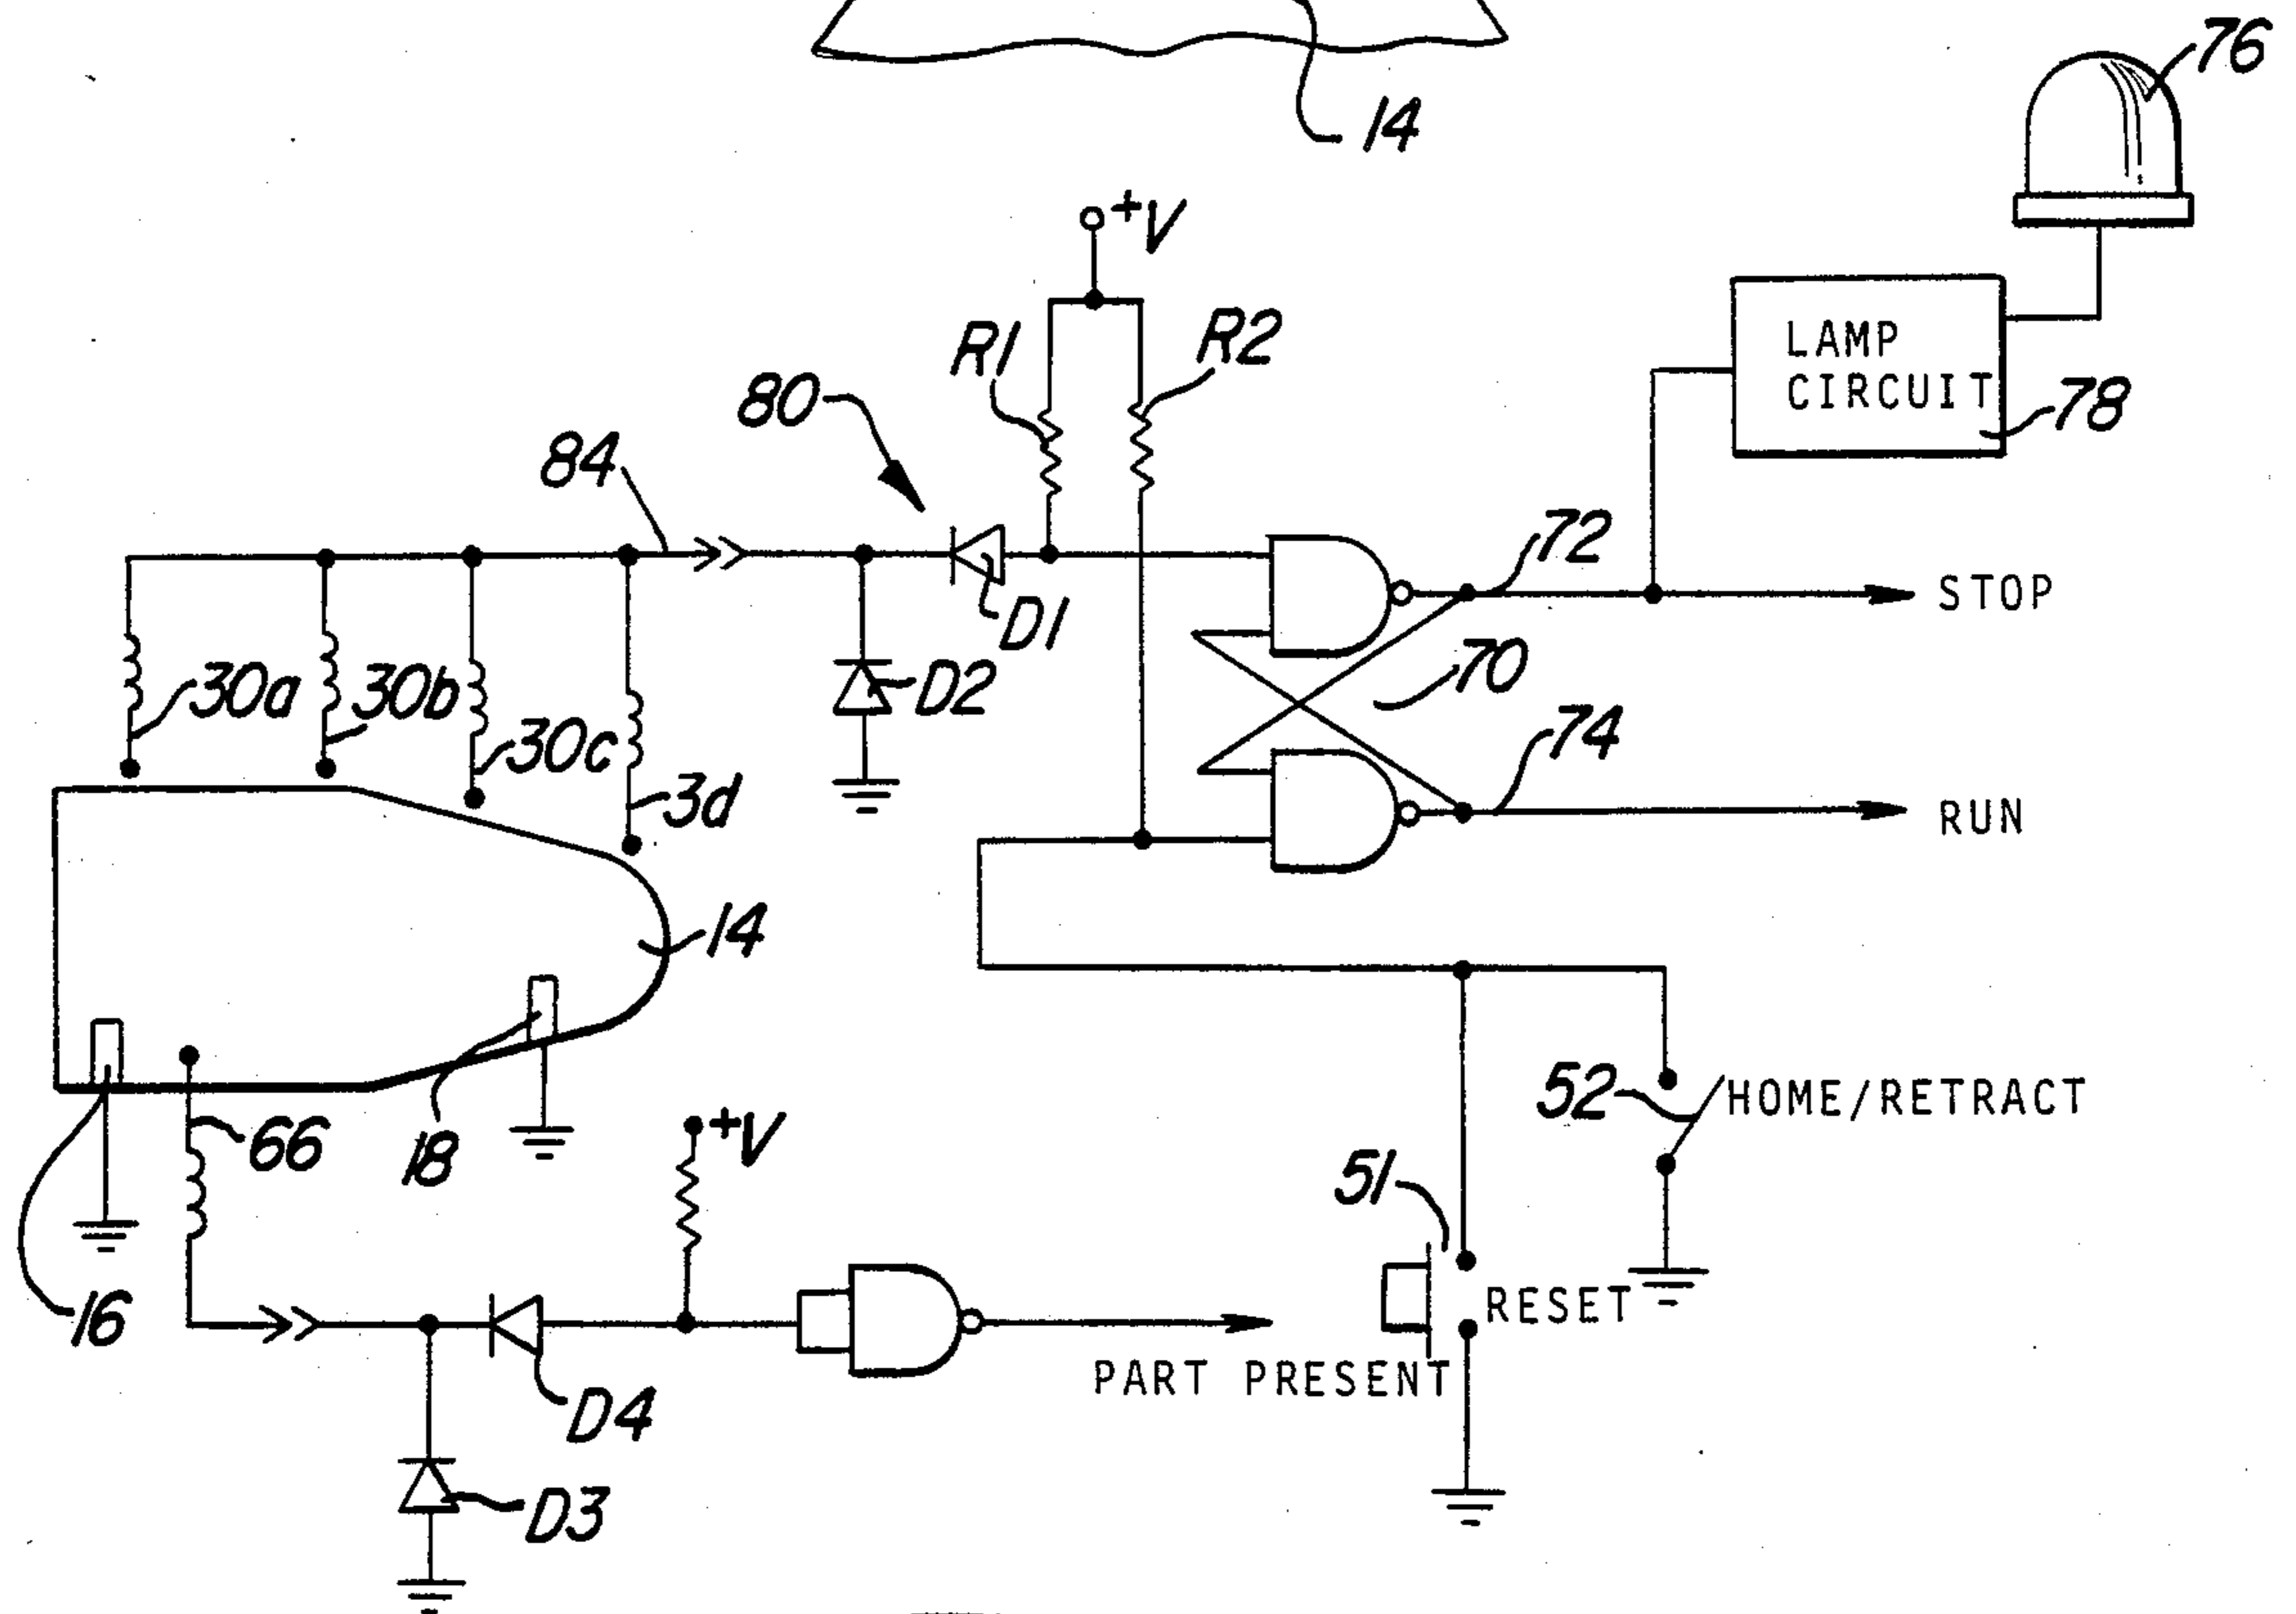 76
14
+V
R1
R2
LAMP
CIRCUIT
78
80
84
72
STOP
D1
30a
30b
D2
70
30c
3d
74
RUN
14
66
18
+V
52
HOME/RETRACT
51
16
RESET
PART PRESENT
D4
D3